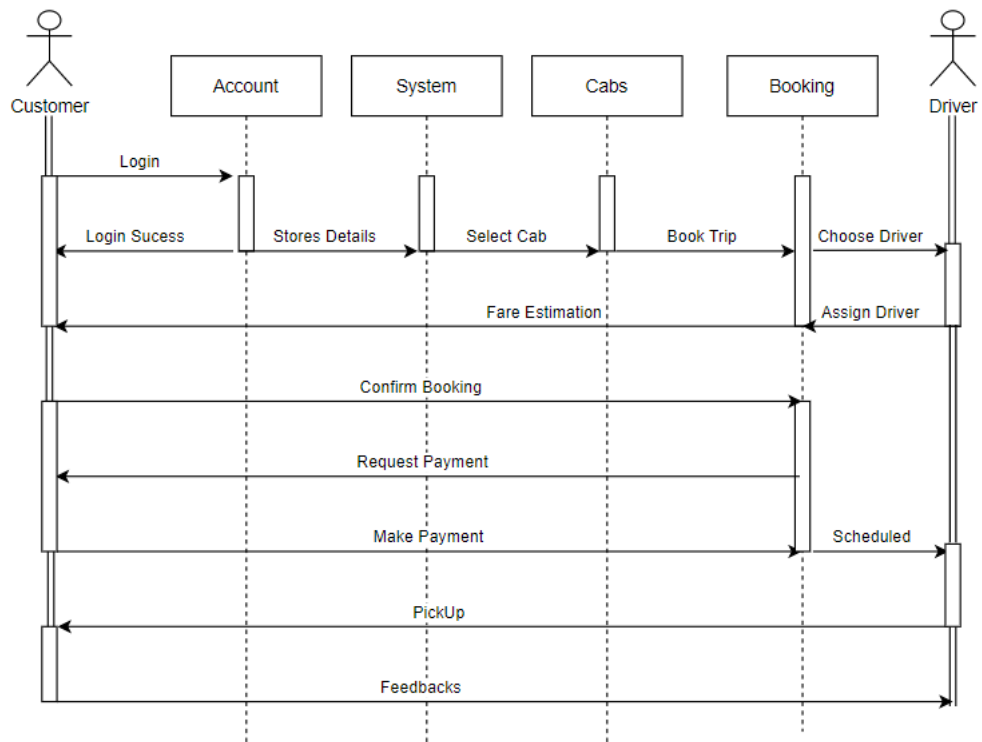 Customer
Account
System
Cabs
Booking
Driver
Login
Login Sucess
Stores Details
Select Cab
Book Trip
Choose Driver
Fare Estimation
Assign Driver
Confirm Booking
Request Payment
Make Payment
Scheduled
PickUp
Feedbacks